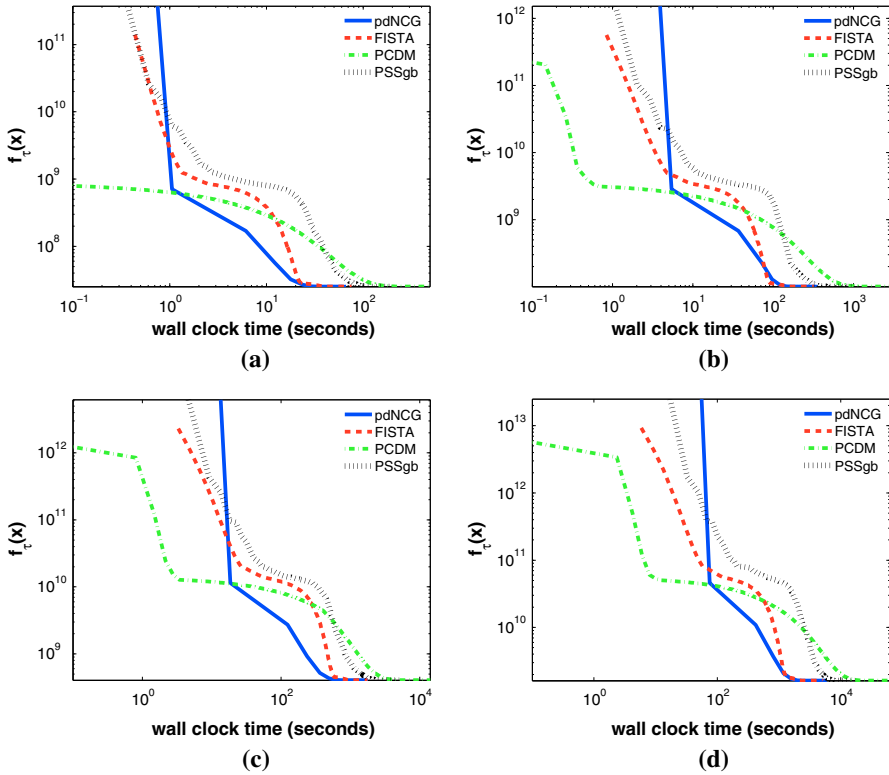 pdNCG
FISTA
PCDM
PSSgb
f_τ(x)
10^11
10^10
10^9
10^8
10^-1
10^0
10^1
10^2
wall clock time (seconds)
(a)
pdNCG
FISTA
PCDM
PSSgb
f_τ(x)
10^12
10^11
10^10
10^9
10^-1
10^0
10^1
10^2
10^3
wall clock time (seconds)
(b)
pdNCG
FISTA
PCDM
PSSgb
f_τ(x)
10^12
10^11
10^10
10^9
10^0
10^2
10^4
wall clock time (seconds)
(c)
pdNCG
FISTA
PCDM
PSSgb
f_τ(x)
10^13
10^12
10^11
10^10
10^0
10^2
10^4
wall clock time (seconds)
(d)